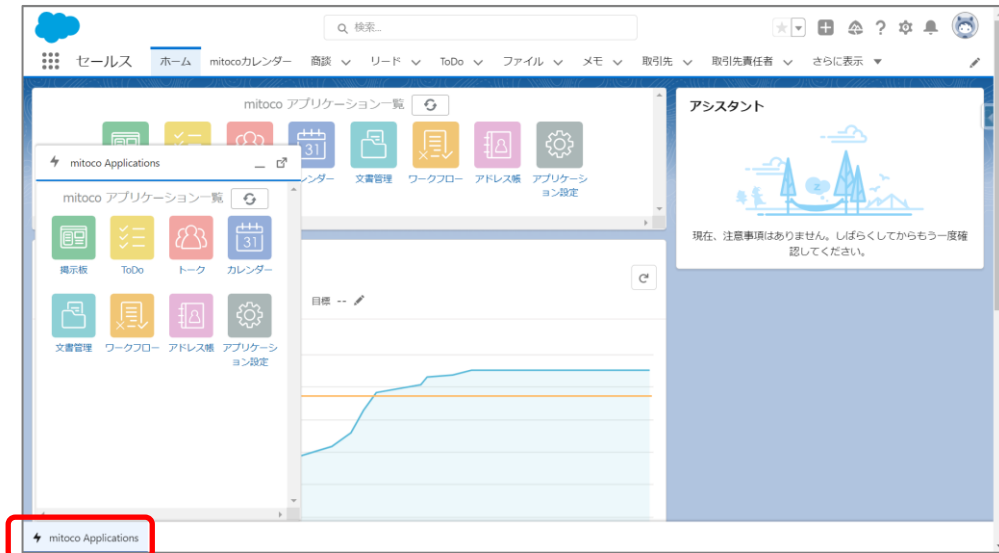 検索...
セールス ホーム mitocoカレンダー 商談 リード ToDo ファイル メモ 取引先 取引先責任者 さらに表示
mitoco アプリケーション一覧
31
ンダー 文書管理 ワークフロー アドレス帳 アプリケーシ
ョン設定
アシスタント
現在、注意事項はありません。しばらくしてからもう一度確
認してください。
目標 --
mitoco Applications
mitoco アプリケーション一覧
31
掲示板 ToDo トーク カレンダー
文書管理 ワークフロー アドレス帳 アプリケーシ
ョン設定
mitoco Applications